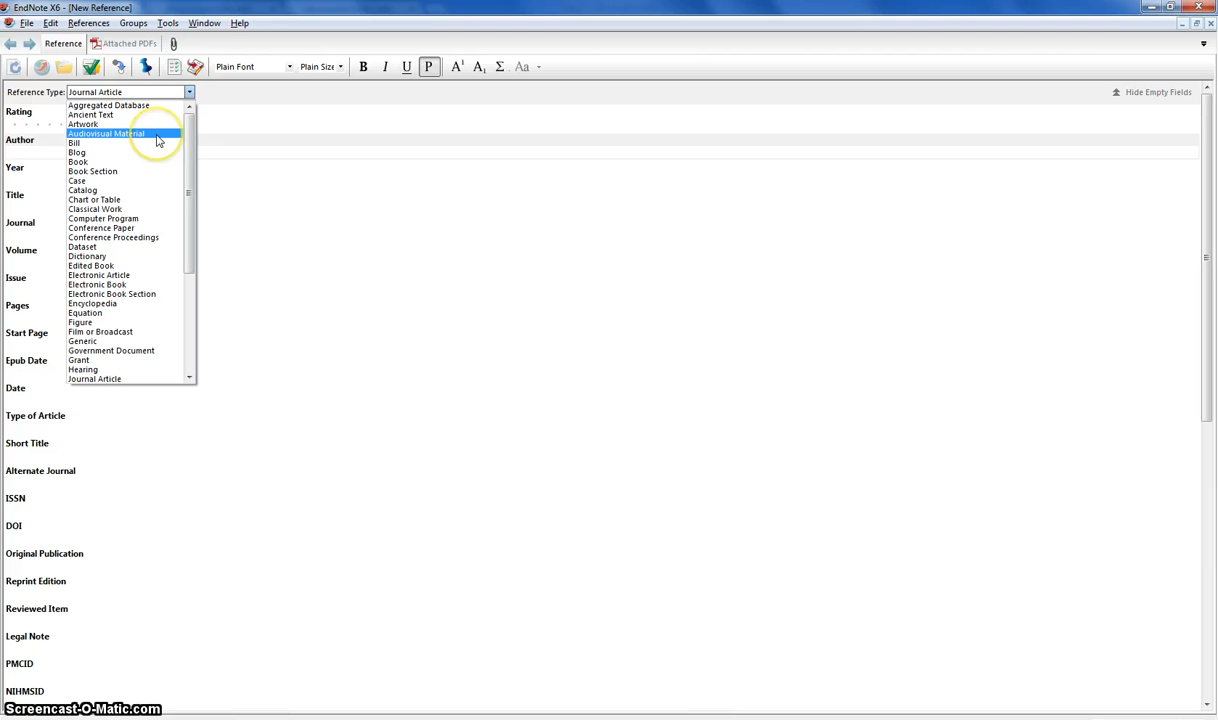 EndNote X6 - [New Reference]
File Edit References Groups Tools Window Help
Reference Attached PDFs
Plain Font Plain Size B I U P A¹ A₁ Σ Aa
Reference Type: Journal Article Hide Empty Fields
Aggregated Database
Rating
Ancient Text
Artwork
Audiovisual Material
Author
Bill
Blog
Book
Year
Book Section
Case
Catalog
Title
Chart or Table
Classical Work
Computer Program
Journal
Conference Paper
Conference Proceedings
Dataset
Volume
Dictionary
Edited Book
Electronic Article
Issue
Electronic Book
Electronic Book Section
Encyclopedia
Pages
Equation
Figure
Film or Broadcast
Start Page
Generic
Government Document
Grant
Epub Date
Hearing
Journal Article
Date
Type of Article
Short Title
Alternate Journal
ISSN
DOI
Original Publication
Reprint Edition
Reviewed Item
Legal Note
PMCID
NIHMSID
Screencast-O-Matic.com